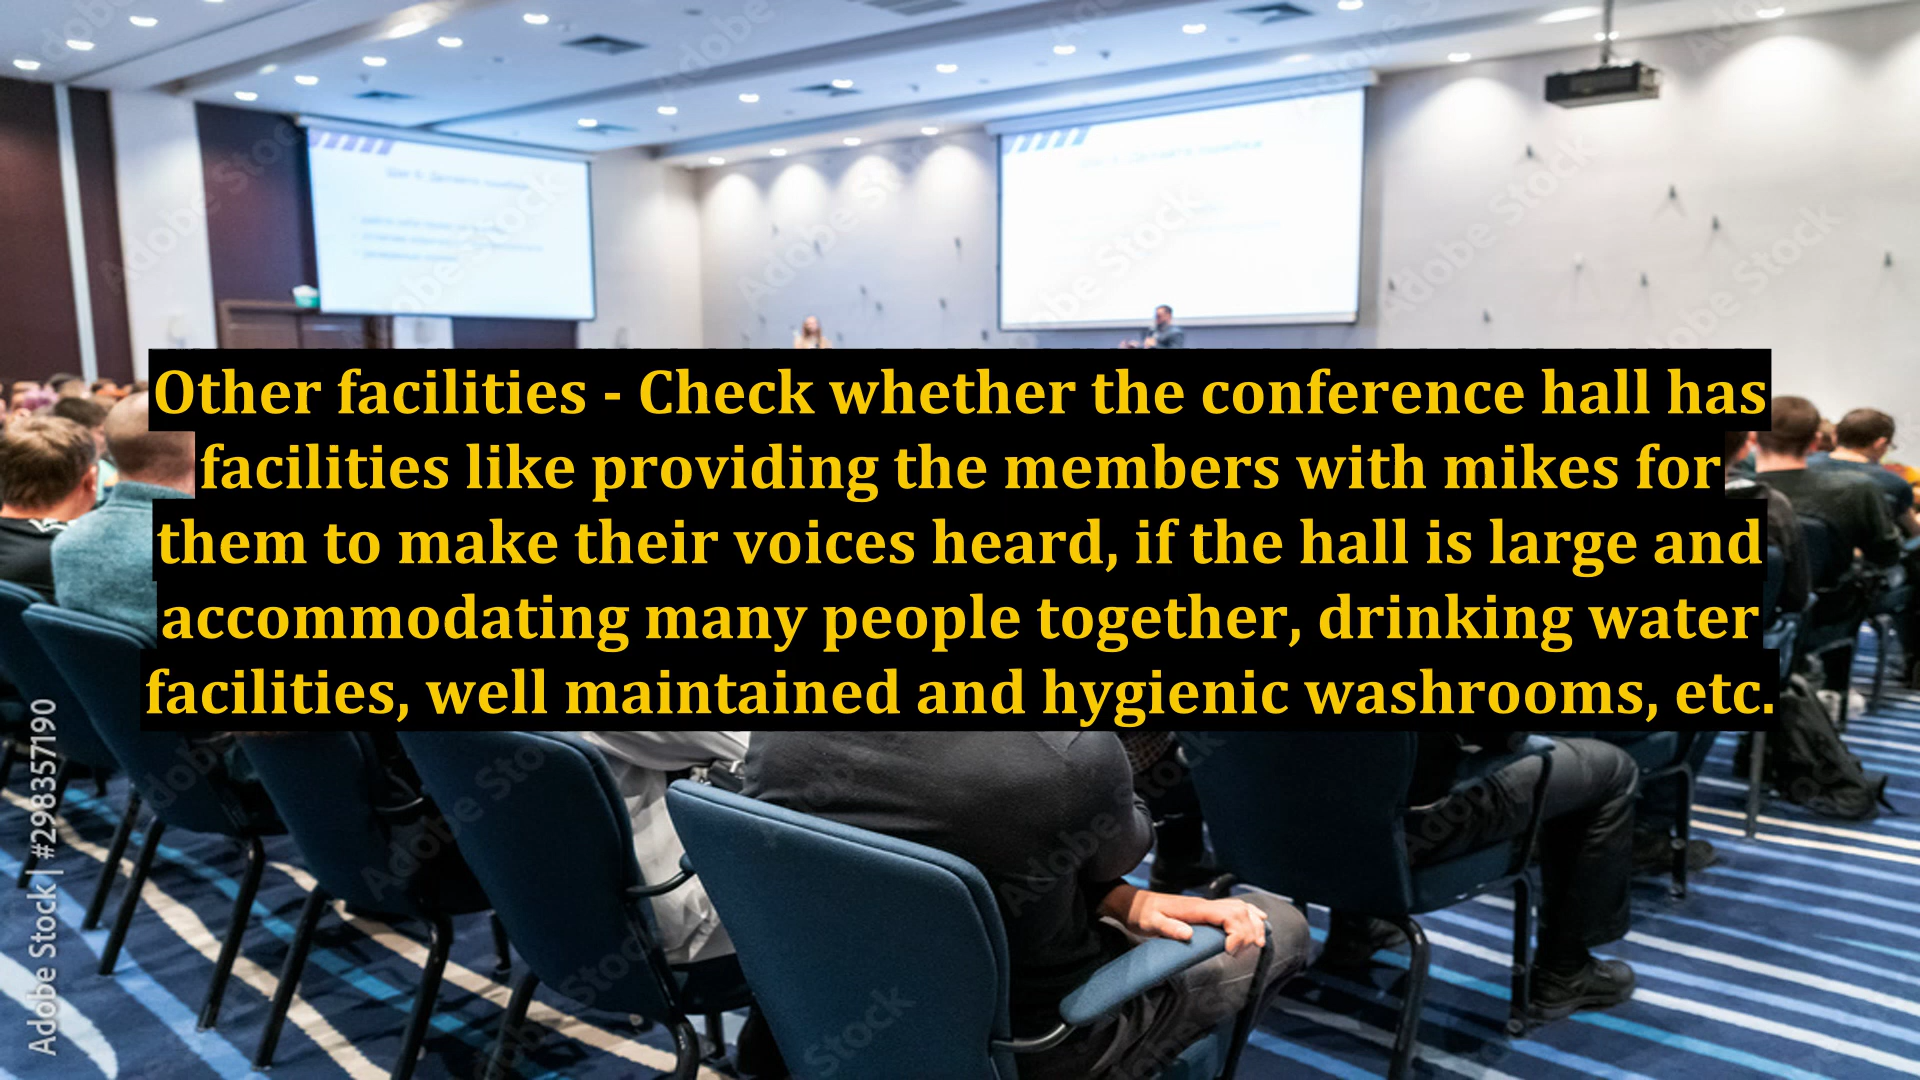 Other facilities - Check whether the conference hall has
facilities like providing the members with mikes for
them to make their voices heard, if the hall is large and
accommodating many people together, drinking water
facilities, well maintained and hygienic washrooms, etc.
Adobe Stock | #298357190